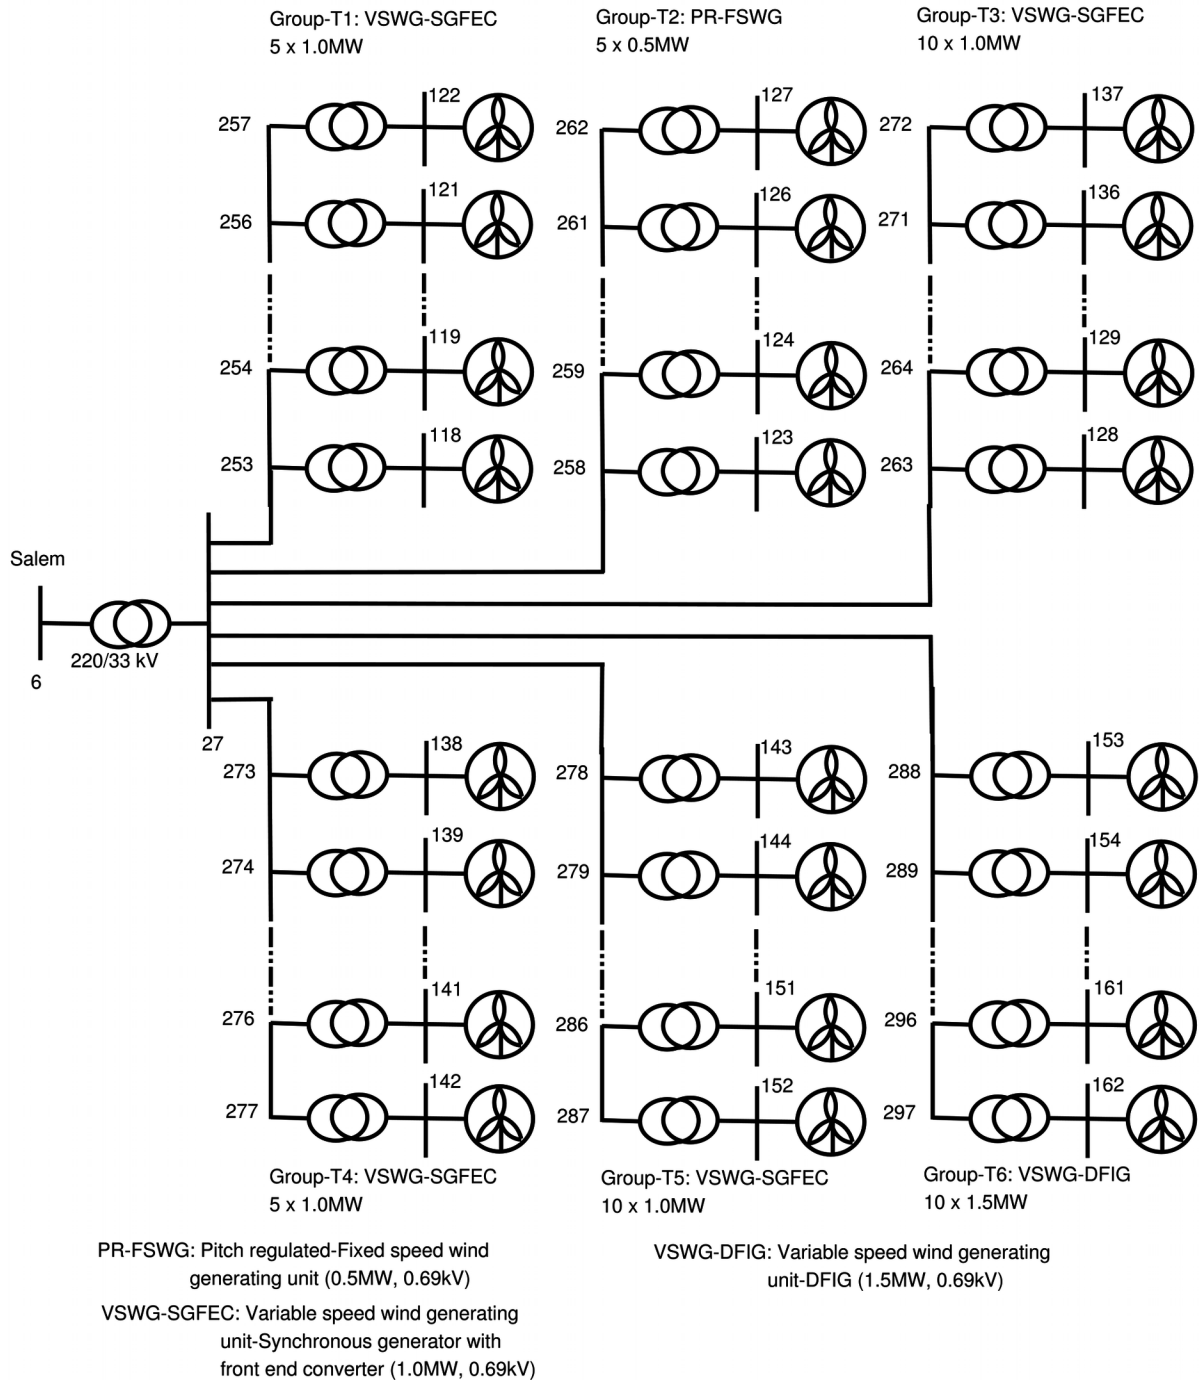 Group-T1: VSWG-SGFEC
5 x 1.0MW
Group-T2: PR-FSWG
5 x 0.5MW
Group-T3: VSWG-SGFEC
10 x 1.0MW
257
122
262
127
272
137
256
121
261
126
271
136
254
119
259
124
264
129
253
118
258
123
263
128
Salem
220/33 kV
6
27
273
138
278
143
288
153
274
139
279
144
289
154
276
141
286
151
296
161
277
142
287
152
297
162
Group-T4: VSWG-SGFEC
5 x 1.0MW
Group-T5: VSWG-SGFEC
10 x 1.0MW
Group-T6: VSWG-DFIG
10 x 1.5MW
PR-FSWG: Pitch regulated-Fixed speed wind
generating unit (0.5MW, 0.69kV)
VSWG-SGFEC: Variable speed wind generating
unit-Synchronous generator with
front end converter (1.0MW, 0.69kV)
VSWG-DFIG: Variable speed wind generating
unit-DFIG (1.5MW, 0.69kV)